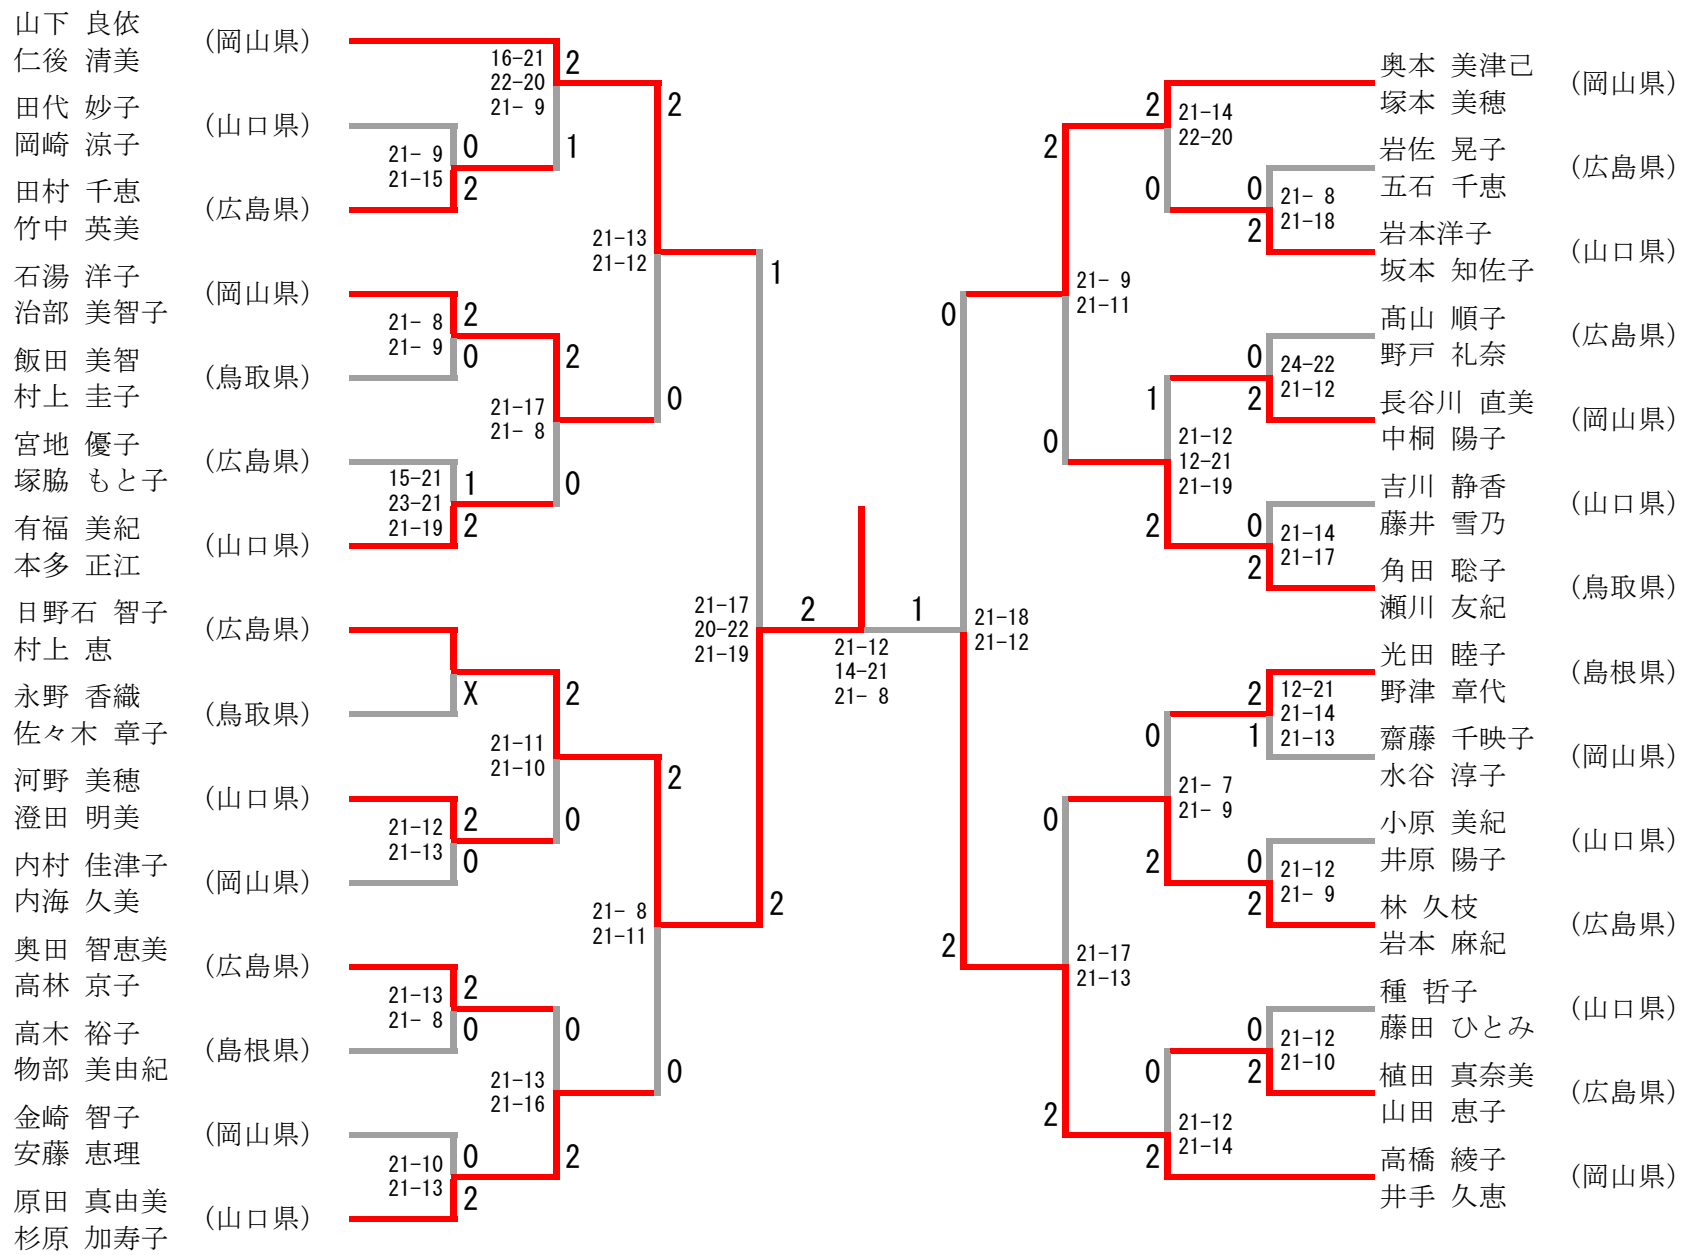 山下 良依
仁後 清美
(岡山県)
田代 妙子
岡崎 涼子
(山口県)
田村 千恵
竹中 英美
(広島県)
石湯 洋子
治部 美智子
(岡山県)
飯田 美智
村上 圭子
(鳥取県)
宮地 優子
塚脇 もと子
(広島県)
有福 美紀
本多 正江
(山口県)
日野石 智子
村上 恵
(広島県)
永野 香織
佐々木 章子
(鳥取県)
河野 美穂
澄田 明美
(山口県)
内村 佳津子
内海 久美
(岡山県)
奥田 智恵美
高林 京子
(広島県)
高木 裕子
物部 美由紀
(島根県)
金崎 智子
安藤 恵理
(岡山県)
原田 真由美
杉原 加寿子
(山口県)
21- 9
21-15
0
2
21- 8
21- 9
2
0
15-21
23-21
21-19
1
2
X
21-12
21-13
2
0
21-13
21- 8
2
0
21-10
21-13
0
2
16-21
22-20
21- 9
2
1
21-17
21- 8
2
0
21-11
21-10
2
0
21-13
21-16
0
2
21-13
21-12
2
0
21- 8
21-11
2
0
21-17
20-22
21-19
1
2
2
1
21-12
14-21
21- 8
0
2
21-18
21-12
2
0
21- 9
21-11
0
2
21-17
21-13
2
0
21-14
22-20
1
2
21-12
12-21
21-19
0
2
21- 7
21- 9
0
2
21-12
21-14
0
2
21- 8
21-18
0
2
24-22
21-12
0
2
21-14
21-17
2
1
12-21
21-14
21-13
0
2
21-12
21- 9
0
2
21-12
21-10
奥本 美津己
塚本 美穂
(岡山県)
岩佐 晃子
五石 千恵
(広島県)
岩本洋子
坂本 知佐子
(山口県)
髙山 順子
野戸 礼奈
(広島県)
長谷川 直美
中桐 陽子
(岡山県)
吉川 静香
藤井 雪乃
(山口県)
角田 聡子
瀬川 友紀
(鳥取県)
光田 睦子
野津 章代
(島根県)
齋藤 千映子
水谷 淳子
(岡山県)
小原 美紀
井原 陽子
(山口県)
林 久枝
岩本 麻紀
(広島県)
種 哲子
藤田 ひとみ
(山口県)
植田 真奈美
山田 恵子
(広島県)
高橋 綾子
井手 久恵
(岡山県)